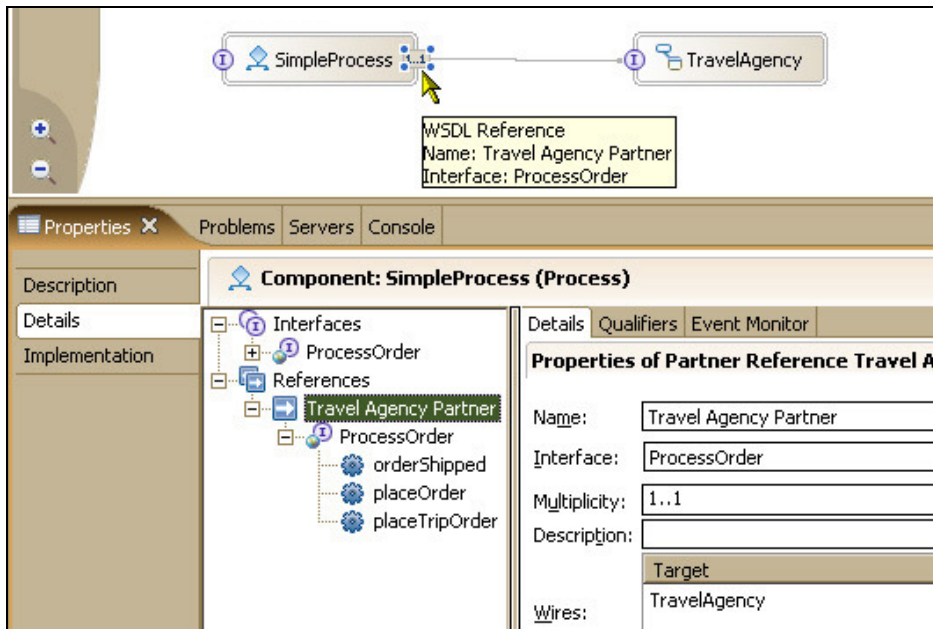 SimpleProcess 1..1 TravelAgency
WSDL Reference
Name: Travel Agency Partner
Interface: ProcessOrder
Properties Problems Servers Console
Description
Details
Implementation
Component: SimpleProcess (Process)
Interfaces
ProcessOrder
References
Travel Agency Partner
ProcessOrder
orderShipped
placeOrder
placeTripOrder
Details Qualifiers Event Monitor
Properties of Partner Reference Travel A
Name: Travel Agency Partner
Interface: ProcessOrder
Multiplicity: 1..1
Description:
Target
Wires: TravelAgency